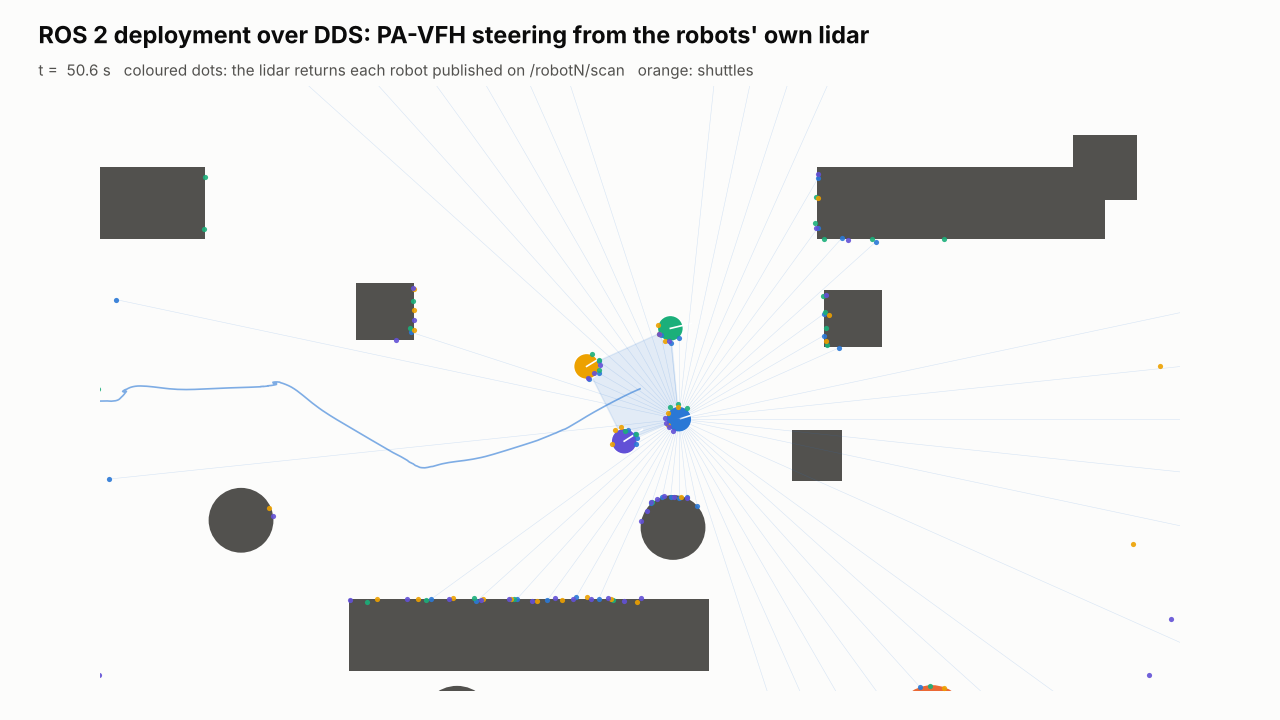 ROS 2 deployment over DDS: PA-VFH steering from the robots' own lidar
t = 50.6 s coloured dots: the lidar returns each robot published on /robotN/scan orange: shuttles